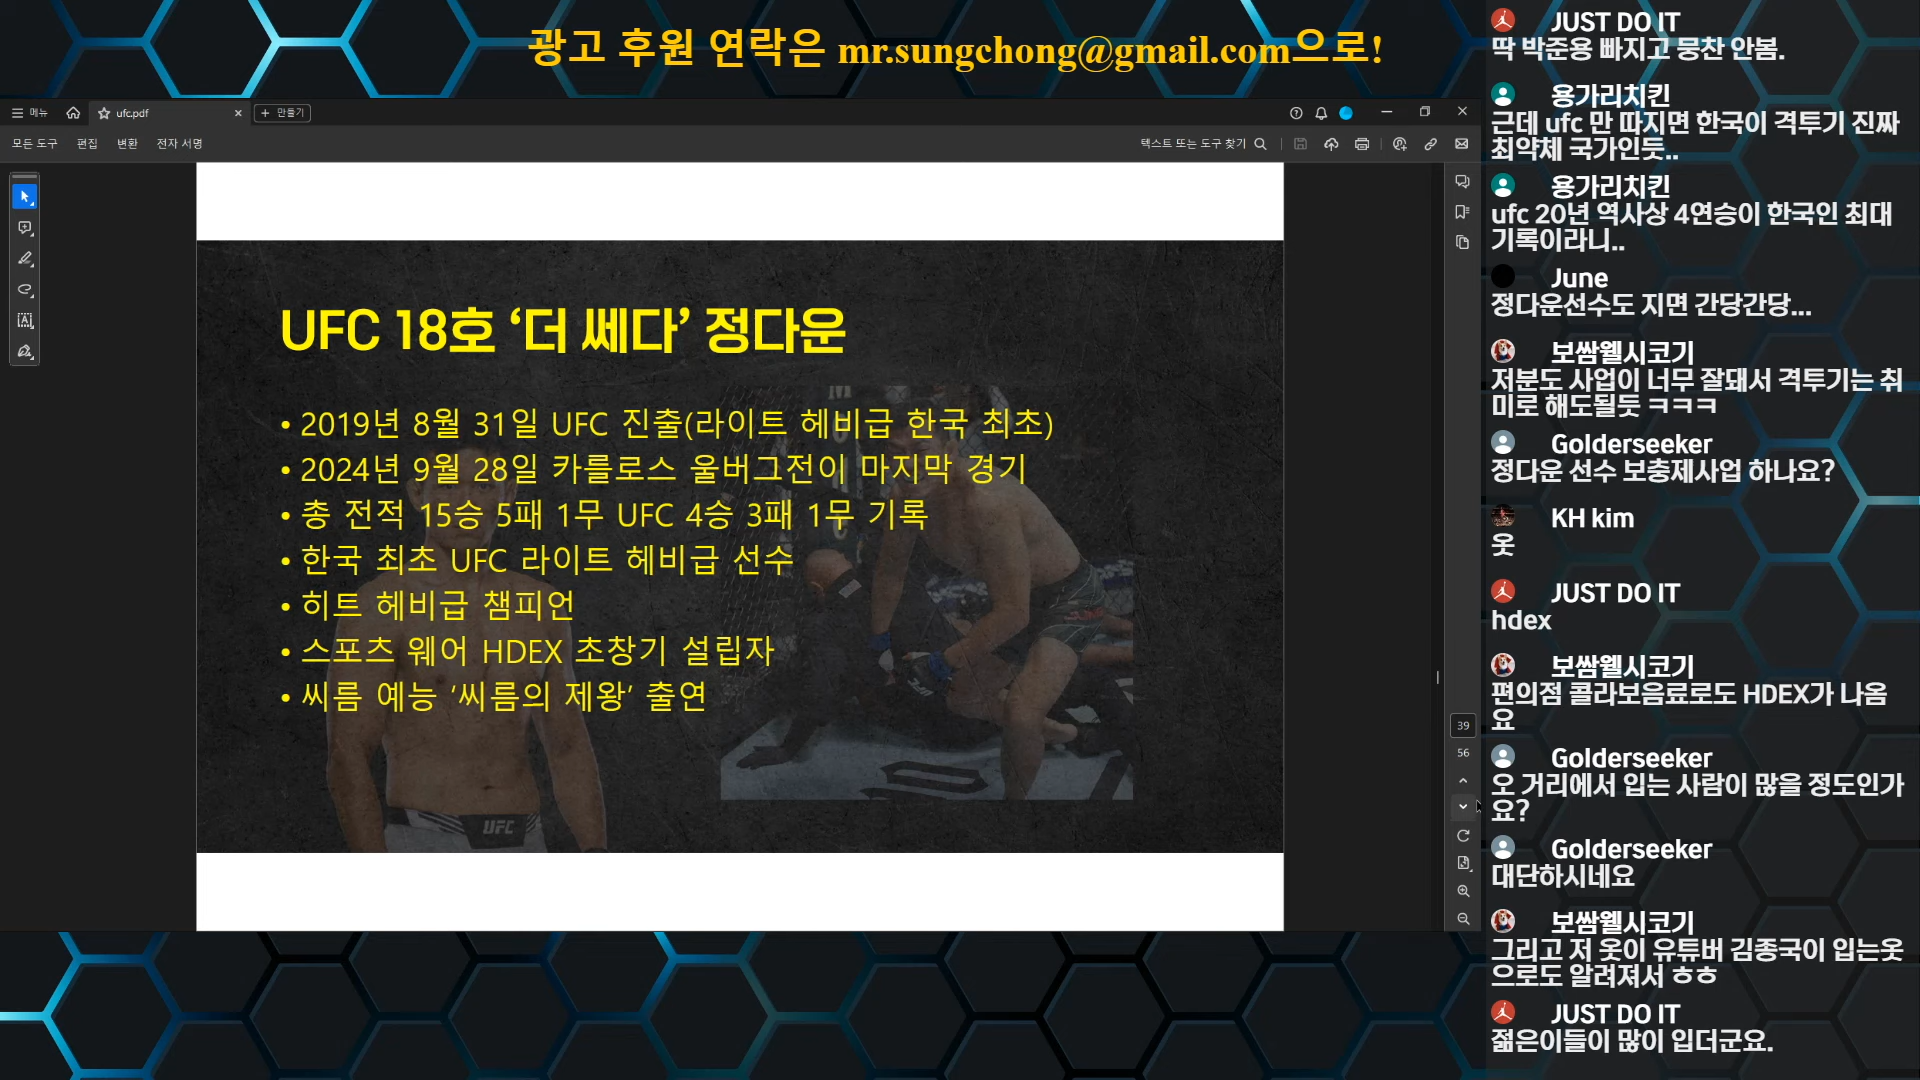 광고 후원 연락은 mr.sungchong@gmail.com으로!
메뉴
ufc.pdf
만들기
모든 도구 편집 변환 전자 서명
텍스트 또는 도구 찾기
UFC 18호 ‘더 쎄다’ 정다운
• 2019년 8월 31일 UFC 진출(라이트 헤비급 한국 최초)
• 2024년 9월 28일 카를로스 울버그전이 마지막 경기
• 총 전적 15승 5패 1무 UFC 4승 3패 1무 기록
• 한국 최초 UFC 라이트 헤비급 선수
• 히트 헤비급 챔피언
• 스포츠 웨어 HDEX 초창기 설립자
• 씨름 예능 ‘씨름의 제왕’ 출연
UFC
39
56
JUST DO IT
딱 박준용 빠지고 뭉찬 안봄.
용가리치킨
근데 ufc 만 따지면 한국이 격투기 진짜
최약체 국가인듯..
용가리치킨
ufc 20년 역사상 4연승이 한국인 최대
기록이라니..
June
정다운선수도 지면 간당간당...
보쌈웰시코기
저분도 사업이 너무 잘돼서 격투기는 취
미로 해도될듯 ㅋㅋㅋ
Golderseeker
정다운 선수 보충제사업 하나요?
KH kim
옷
JUST DO IT
hdex
보쌈웰시코기
편의점 콜라보음료로도 HDEX가 나옴
요
Golderseeker
오 거리에서 입는 사람이 많을 정도인가
요?
Golderseeker
대단하시네요
보쌈웰시코기
그리고 저 옷이 유튜버 김종국이 입는옷
으로도 알려져서 ㅎㅎ
JUST DO IT
젊은이들이 많이 입더군요.